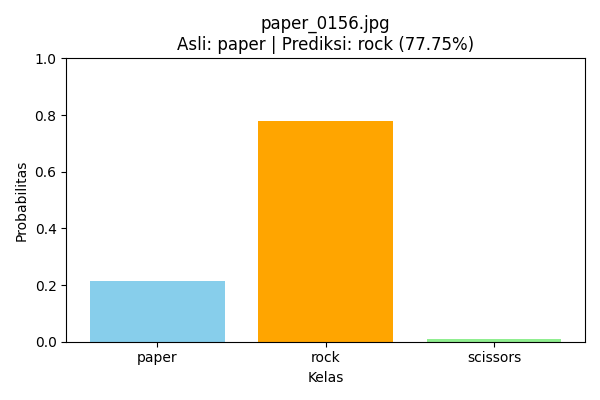 paper_0156.jpg
Asli: paper | Prediksi: rock (77.75%)
1.0
0.8
0.6
0.4
0.2
0.0
Probabilitas
paper rock scissors
Kelas